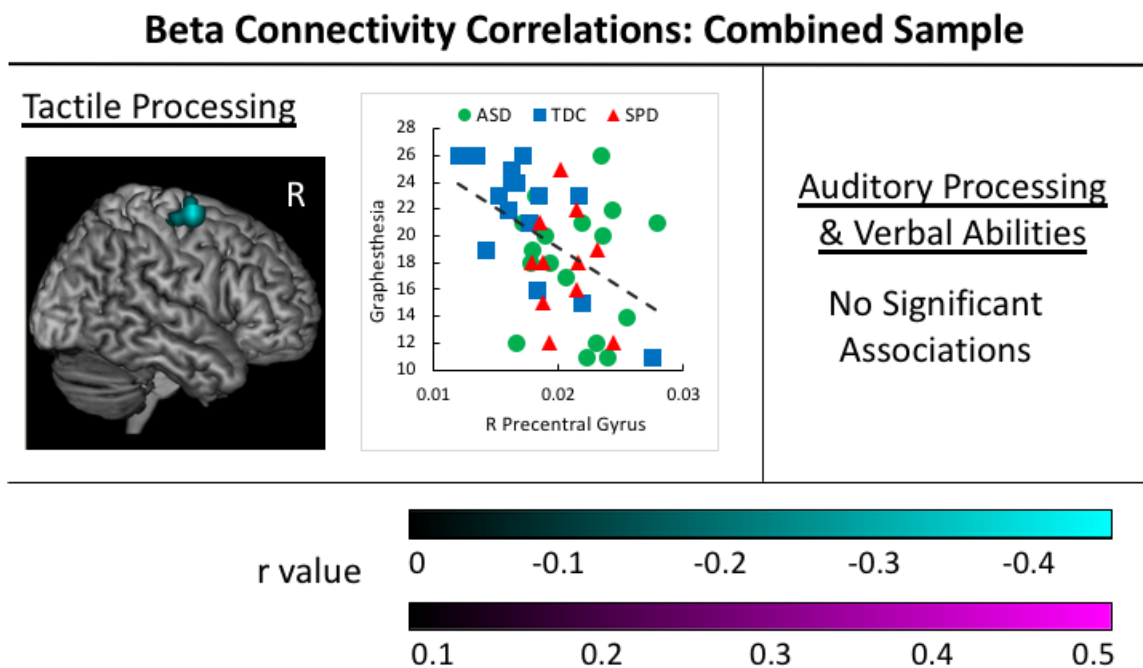 Beta Connectivity Correlations: Combined Sample
Tactile Processing
R
ASD TDC SPD
28
26
24
22
20
18
16
14
12
10
Graphesthesia
0.01 0.02 0.03
R Precentral Gyrus
Auditory Processing
& Verbal Abilities
No Significant
Associations
r value
0 -0.1 -0.2 -0.3 -0.4
0.1 0.2 0.3 0.4 0.5